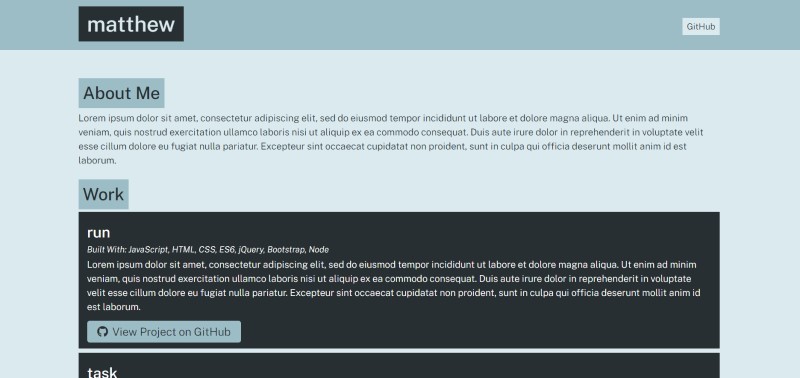 matthew
GitHub
About Me
Lorem ipsum dolor sit amet, consectetur adipiscing elit, sed do eiusmod tempor incididunt ut labore et dolore magna aliqua. Ut enim ad minim
veniam, quis nostrud exercitation ullamco laboris nisi ut aliquip ex ea commodo consequat. Duis aute irure dolor in reprehenderit in voluptate velit
esse cillum dolore eu fugiat nulla pariatur. Excepteur sint occaecat cupidatat non proident, sunt in culpa qui officia deserunt mollit anim id est
laborum.
Work
run
Built With: JavaScript, HTML, CSS, ES6, jQuery, Bootstrap, Node
Lorem ipsum dolor sit amet, consectetur adipiscing elit, sed do eiusmod tempor incididunt ut labore et dolore magna aliqua. Ut enim ad minim
veniam, quis nostrud exercitation ullamco laboris nisi ut aliquip ex ea commodo consequat. Duis aute irure dolor in reprehenderit in voluptate
velit esse cillum dolore eu fugiat nulla pariatur. Excepteur sint occaecat cupidatat non proident, sunt in culpa qui officia deserunt mollit anim id
est laborum.
View Project on GitHub
task